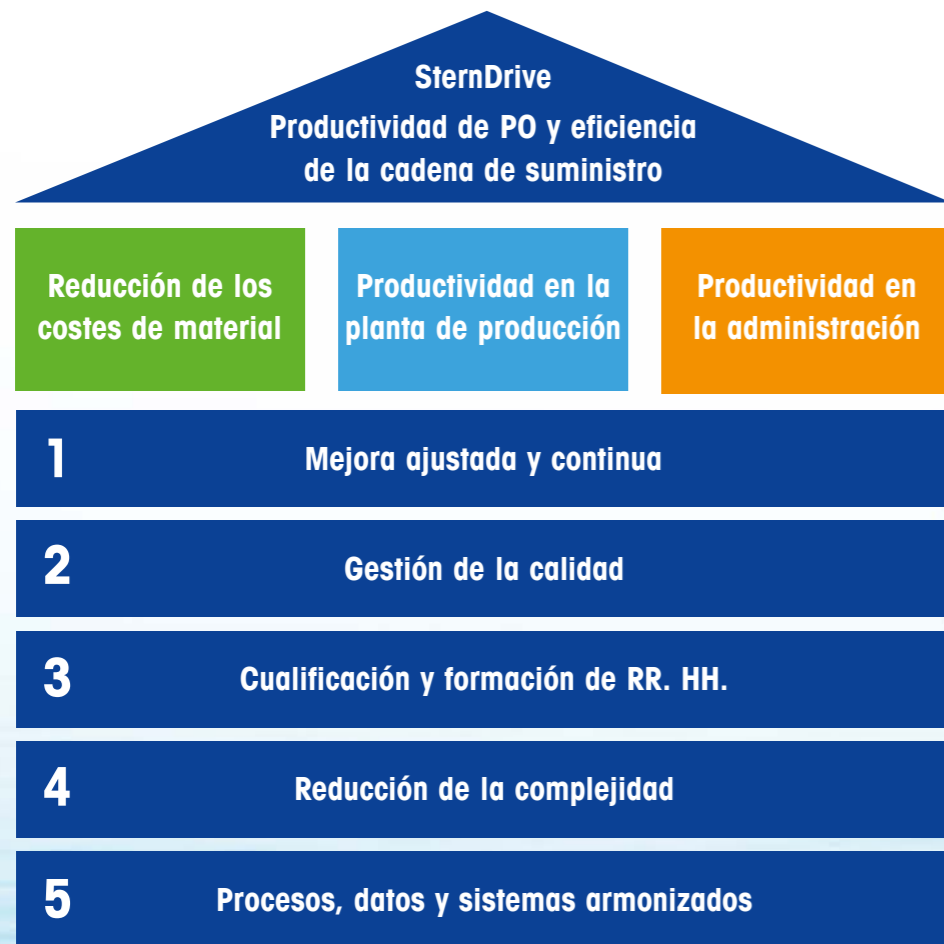 SternDrive
Productividad de PO y eficiencia
de la cadena de suministro
Reducción de los
costes de material
Productividad en la
planta de producción
Productividad en
la administración
1 Mejora ajustada y continua
2 Gestión de la calidad
3 Cualificación y formación de RR. HH.
4 Reducción de la complejidad
5 Procesos, datos y sistemas armonizados